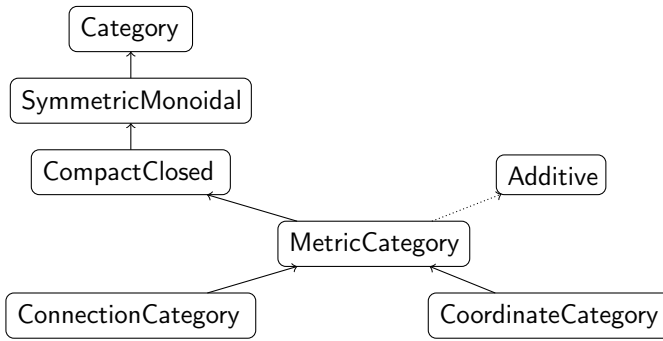 Category
SymmetricMonoidal
CompactClosed
Additive
MetricCategory
ConnectionCategory
CoordinateCategory